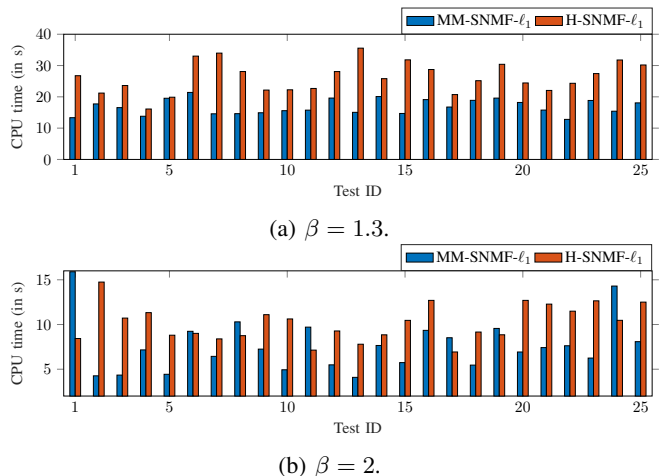 MM-SNMF-ℓ₁ H-SNMF-ℓ₁
40
30
20
10
0
CPU time (in s)
1 5 10 15 20 25
Test ID
(a) β = 1.3.
MM-SNMF-ℓ₁ H-SNMF-ℓ₁
15
10
5
CPU time (in s)
1 5 10 15 20 25
Test ID
(b) β = 2.